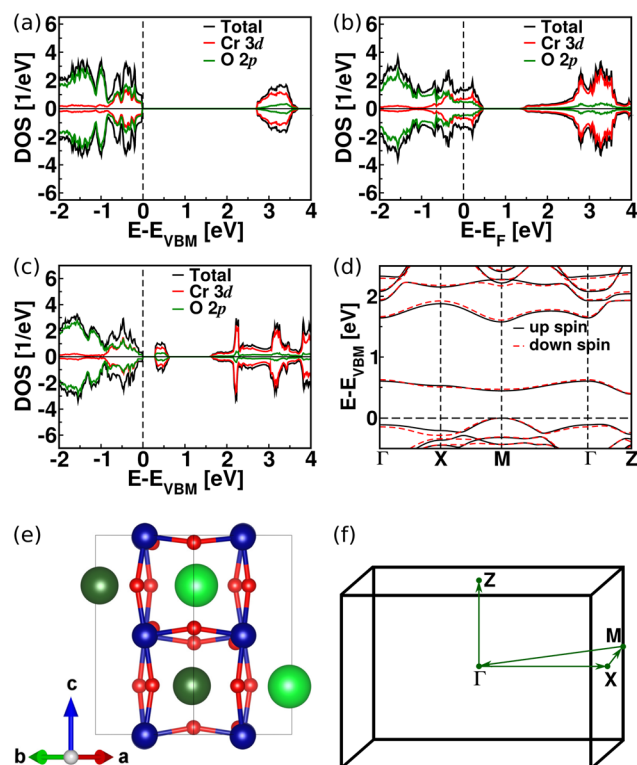 (a)
DOS [1/eV]
6
4
2
0
-2
-4
-6
Total
Cr 3d
O 2p
-2 -1 0 1 2 3 4
E-E_VBM [eV]
(b)
DOS [1/eV]
6
4
2
0
-2
-4
-6
Total
Cr 3d
O 2p
-2 -1 0 1 2 3 4
E-E_F [eV]
(c)
DOS [1/eV]
6
4
2
0
-2
-4
-6
Total
Cr 3d
O 2p
-2 -1 0 1 2 3 4
E-E_VBM [eV]
(d)
E-E_VBM [eV]
2
1
0
up spin
down spin
Γ X M Γ Z
(e)
c
b a
(f)
Z
M
Γ X